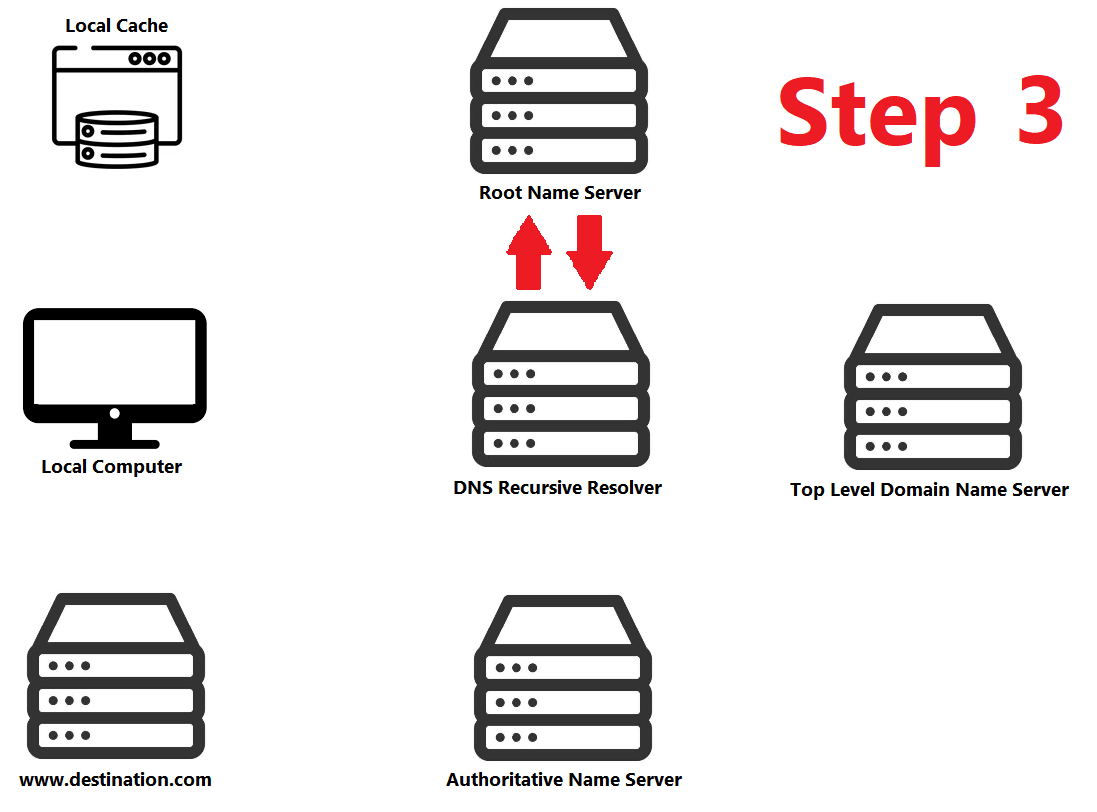 Local Cache
Step 3
Root Name Server
Local Computer
DNS Recursive Resolver
Top Level Domain Name Server
www.destination.com
Authoritative Name Server